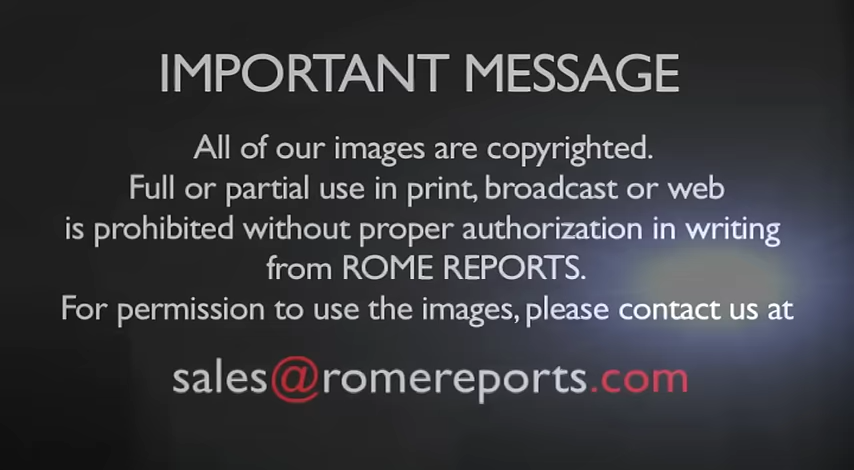 IMPORTANT MESSAGE
All of our images are copyrighted.
Full or partial use in print, broadcast or web
is prohibited without proper authorization in writing
from ROME REPORTS.
For permission to use the images, please contact us at
sales@romereports.com